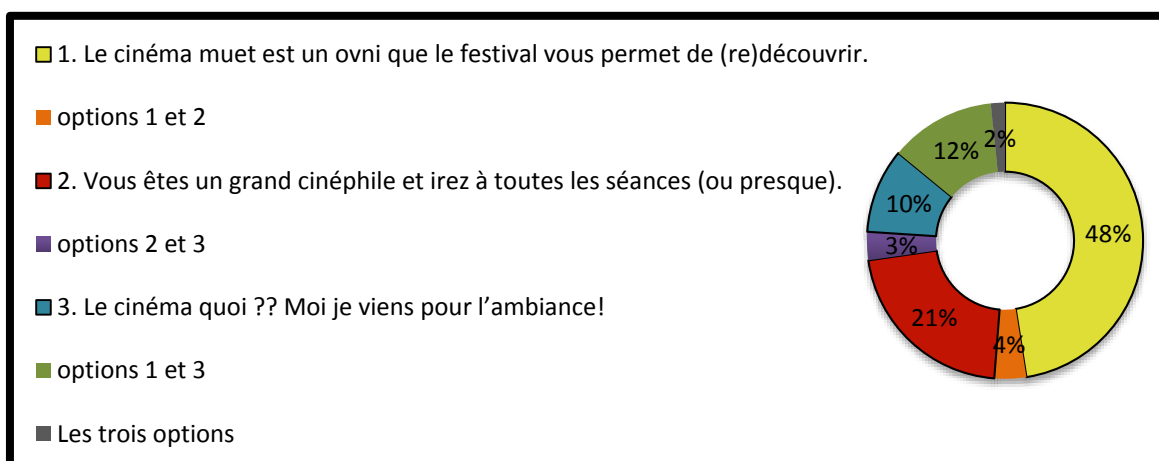 1. Le cinéma muet est un ovni que le festival vous permet de (re)découvrir.
options 1 et 2
2. Vous êtes un grand cinéphile et irez à toutes les séances (ou presque).
options 2 et 3
3. Le cinéma quoi ?? Moi je viens pour l’ambiance!
options 1 et 3
Les trois options
48%
4%
21%
3%
10%
12%
2%